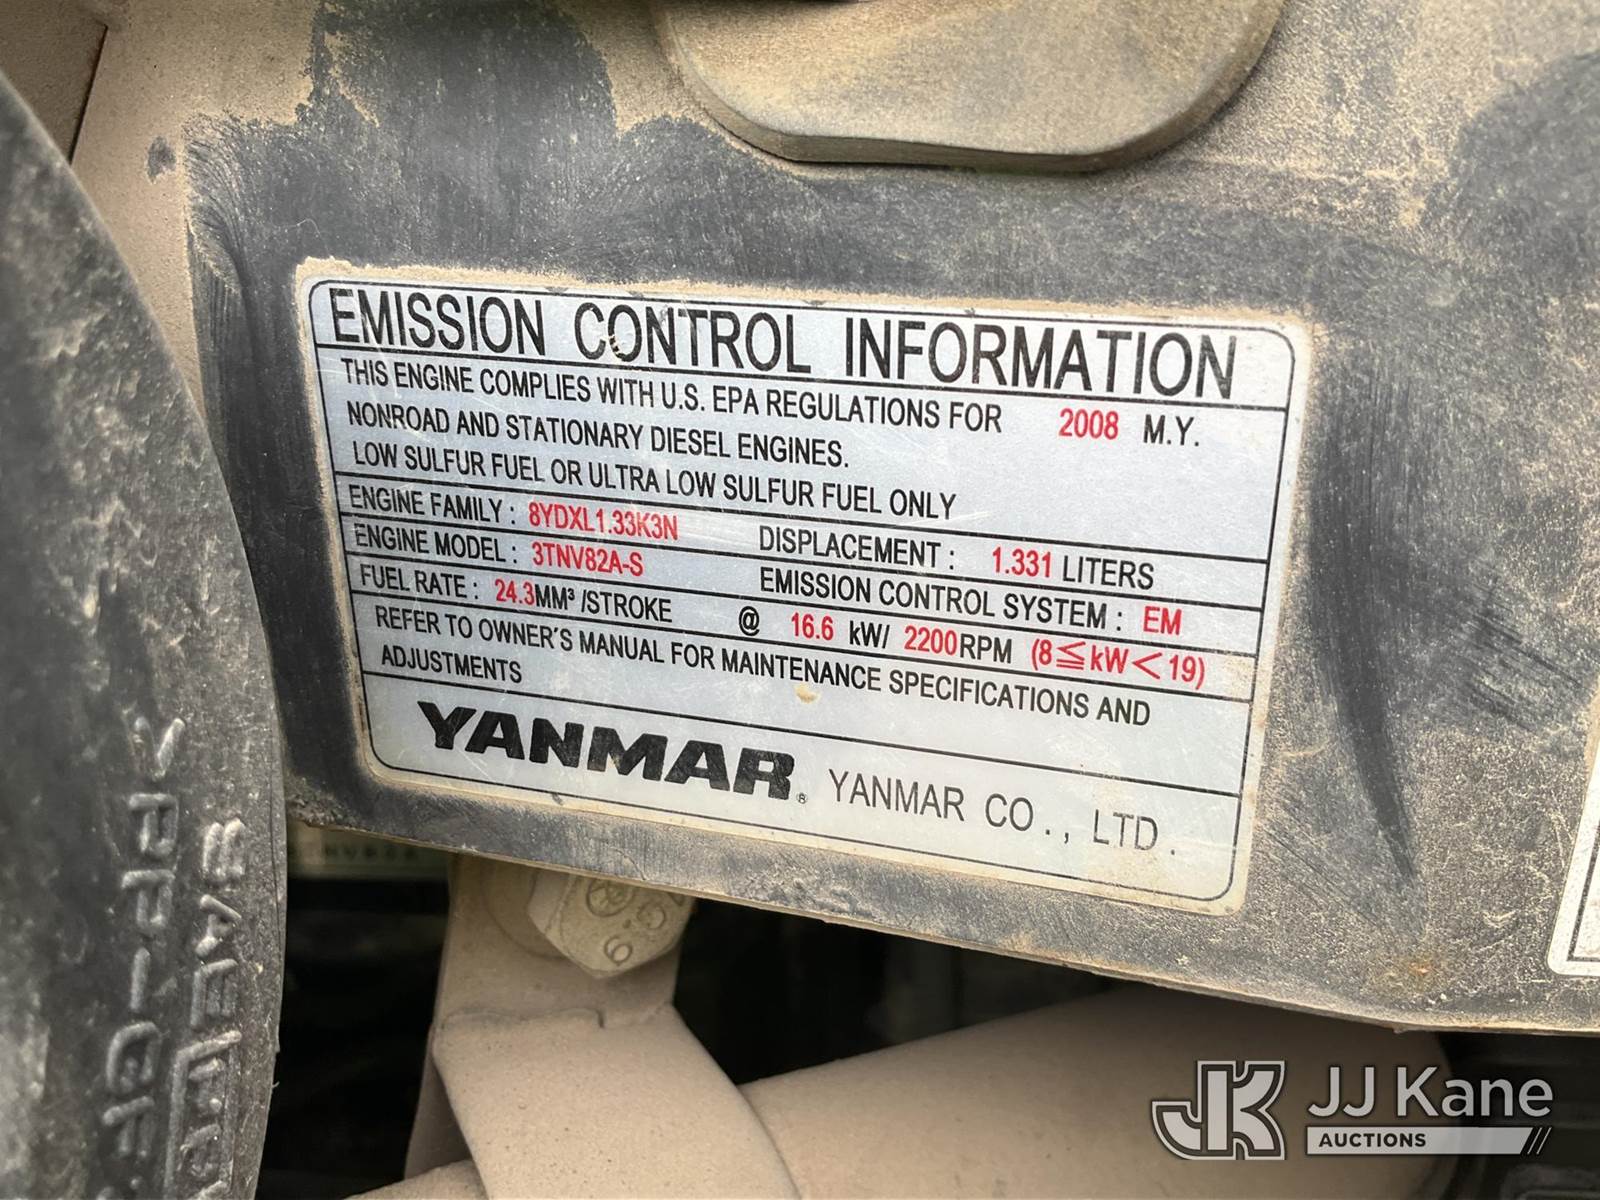 EMISSION CONTROL INFORMATION
THIS ENGINE COMPLIES WITH U.S. EPA REGULATIONS FOR 2008 M.Y.
NONROAD AND STATIONARY DIESEL ENGINES.
LOW SULFUR FUEL OR ULTRA LOW SULFUR FUEL ONLY
ENGINE FAMILY : 8YDXL1.33K3N DISPLACEMENT : 1.331 LITERS
ENGINE MODEL : 3TNV82A-S EMISSION CONTROL SYSTEM : EM
FUEL RATE : 24.3MM³ /STROKE @ 16.6 kW/ 2200RPM (8≦kW<19)
REFER TO OWNER'S MANUAL FOR MAINTENANCE SPECIFICATIONS AND
ADJUSTMENTS
YANMAR® YANMAR CO., LTD.
>PP-GF
JJ Kane
AUCTIONS